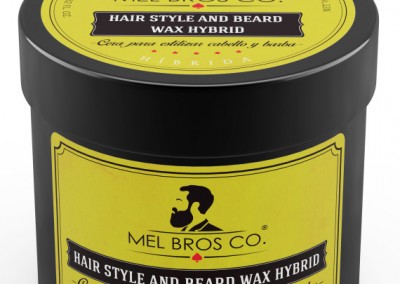 MEL BROS CO.
HAIR STYLE AND BEARD
WAX HYBRID
Cera para estilizar cabello y barba
HÍBRIDA
MEL BROS CO.®
HAIR STYLE AND BEARD WAX HYBRID